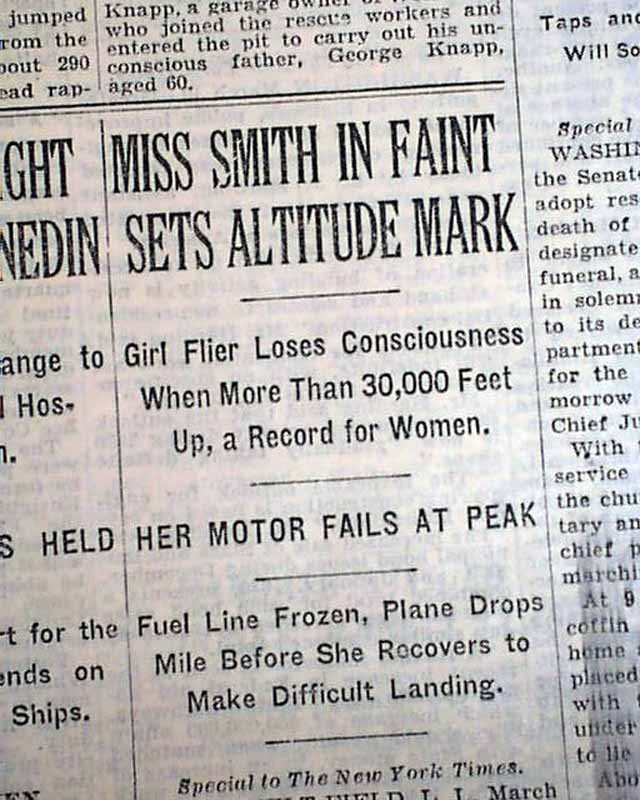 jumped
from the
bout 290
ead rap-
Knapp, a garage owner of
who joined the rescue workers and
entered the pit to carry out his un-
conscious father, George Knapp,
aged 60.
IGHT
NEDIN
ange to
l Hos-
n.
S HELD
rt for the
ends on
Ships.
MISS SMITH IN FAINT
SETS ALTITUDE MARK
Girl Flier Loses Consciousness
When More Than 30,000 Feet
Up, a Record for Women.
HER MOTOR FAILS AT PEAK
Fuel Line Frozen, Plane Drops
Mile Before She Recovers to
Make Difficult Landing.
Special to The New York Times.
FIELD, L. I., March
Taps and
Will So
Special
WASHIN
the Senate
adopt res
death of
designate
funeral, a
in solem
to its de
partment
for the
morrow
Chief Ju
With
service
the chu
tary an
chief p
marchi
At 9
coffin
home
placed
with
under
to lie